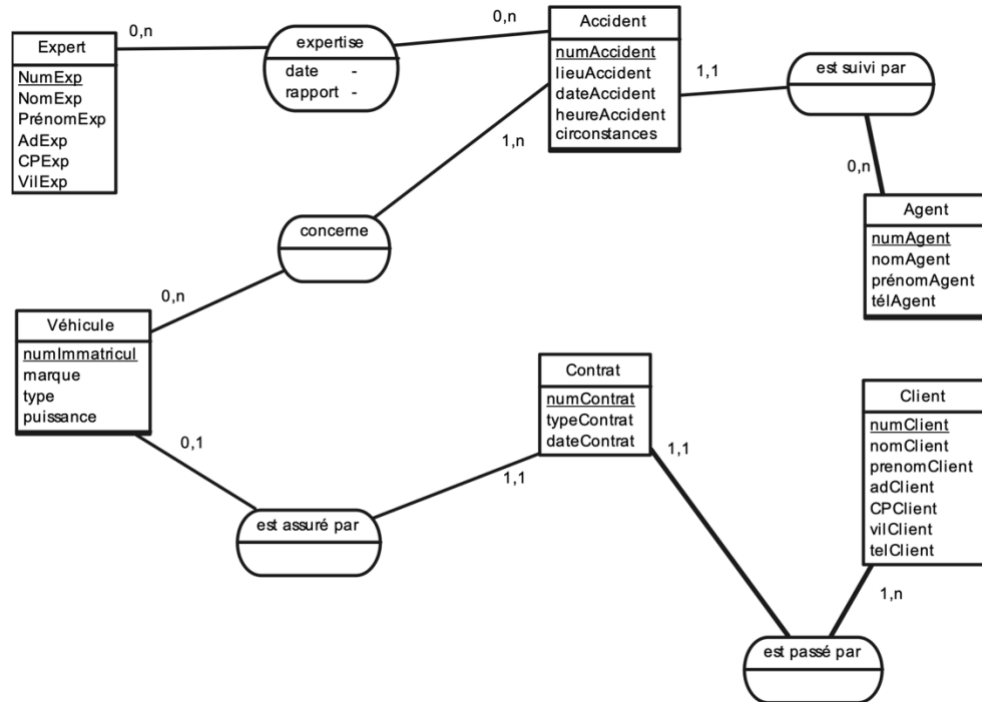 0,n
expertise
date -
rapport -
0,n
Expert
NumExp
NomExp
PrénomExp
AdExp
CPExp
VilExp
Accident
numAccident
lieuAccident
dateAccident
heureAccident
circonstances
1,1
est suivi par
1,n
0,n
Agent
numAgent
nomAgent
prénomAgent
télAgent
concerne
0,n
Véhicule
numImmatricul
marque
type
puissance
0,1
est assuré par
1,1
Contrat
numContrat
typeContrat
dateContrat
1,1
Client
numClient
nomClient
prenomClient
adClient
CPClient
vilClient
telClient
1,n
est passé par